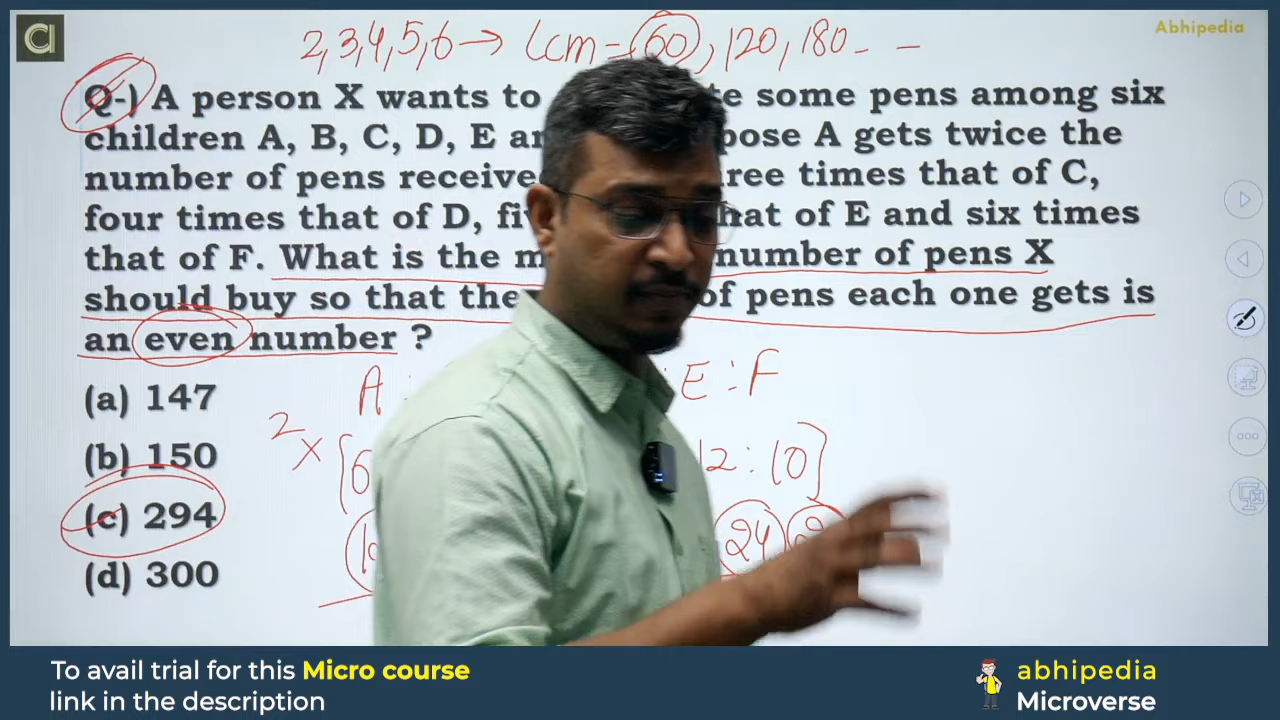 Abhipedia
2, 3, 4, 5, 6 → Lcm = 60, 120, 180 - -
Q-) A person X wants to te some pens among six
children A, B, C, D, E pose A gets twice the
number of pens ree times that of C,
four times that of D, hat of E and six times
that of F. What is the number of pens X
should buy so that the of pens each one gets is
an even number ?
A : : E : F
(a) 147
2 × [ 12 : 10 ]
(b) 150
(c) 294
24
(d) 300
To avail trial for this Micro course
link in the description
abhipedia
Microverse